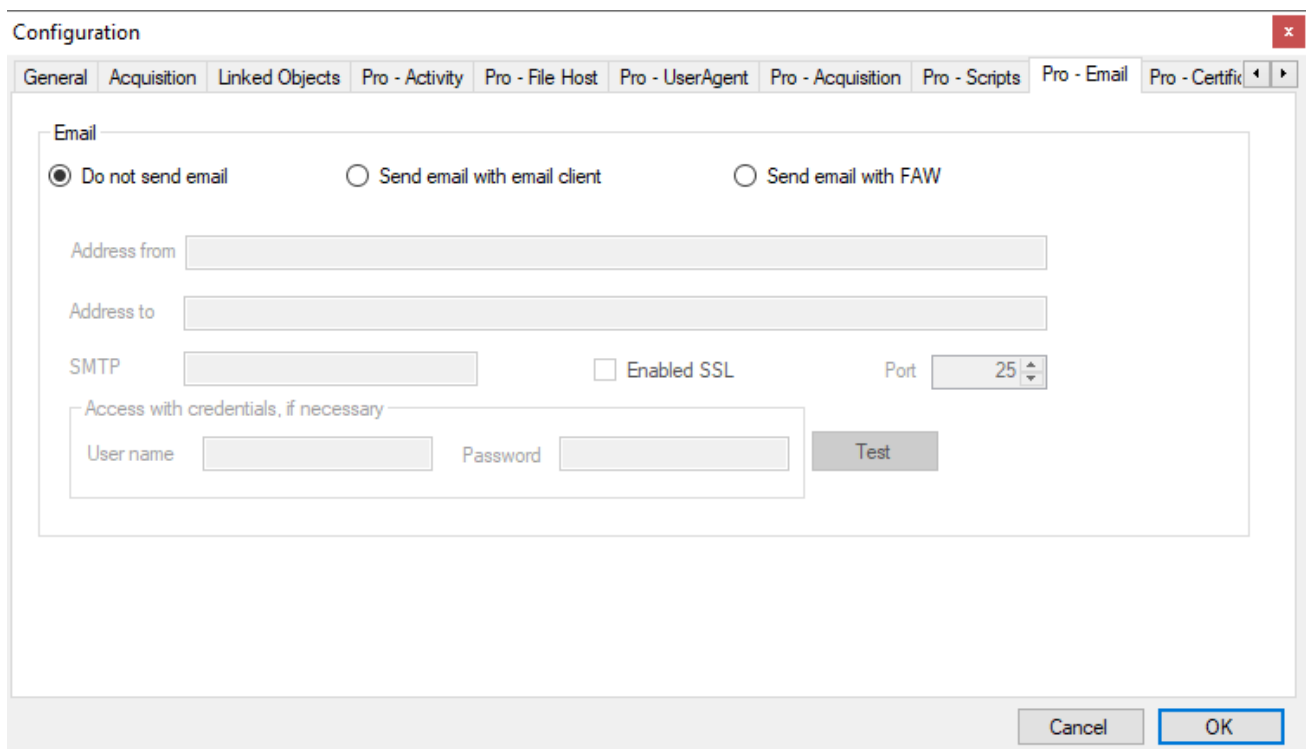 Configuration
x
General Acquisition Linked Objects Pro - Activity Pro - File Host Pro - UserAgent Pro - Acquisition Pro - Scripts Pro - Email Pro - Certific
Email
Do not send email Send email with email client Send email with FAW
Address from
Address to
SMTP Enabled SSL Port 25
Access with credentials, if necessary
User name Password Test
Cancel OK